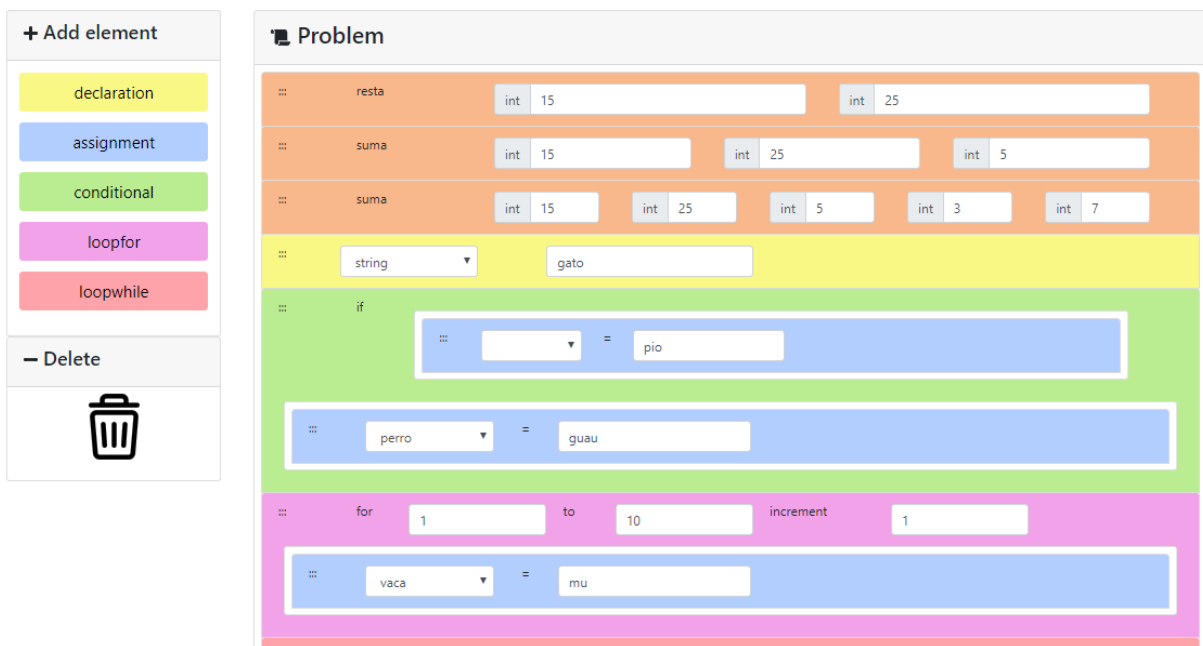 Add element
declaration
assignment
conditional
loopfor
loopwhile
Delete
Problem
::: resta int 15 int 25
::: suma int 15 int 25 int 5
::: suma int 15 int 25 int 5 int 3 int 7
::: string gato
::: if
::: = pio
::: perro = guau
::: for 1 to 10 increment 1
::: vaca = mu